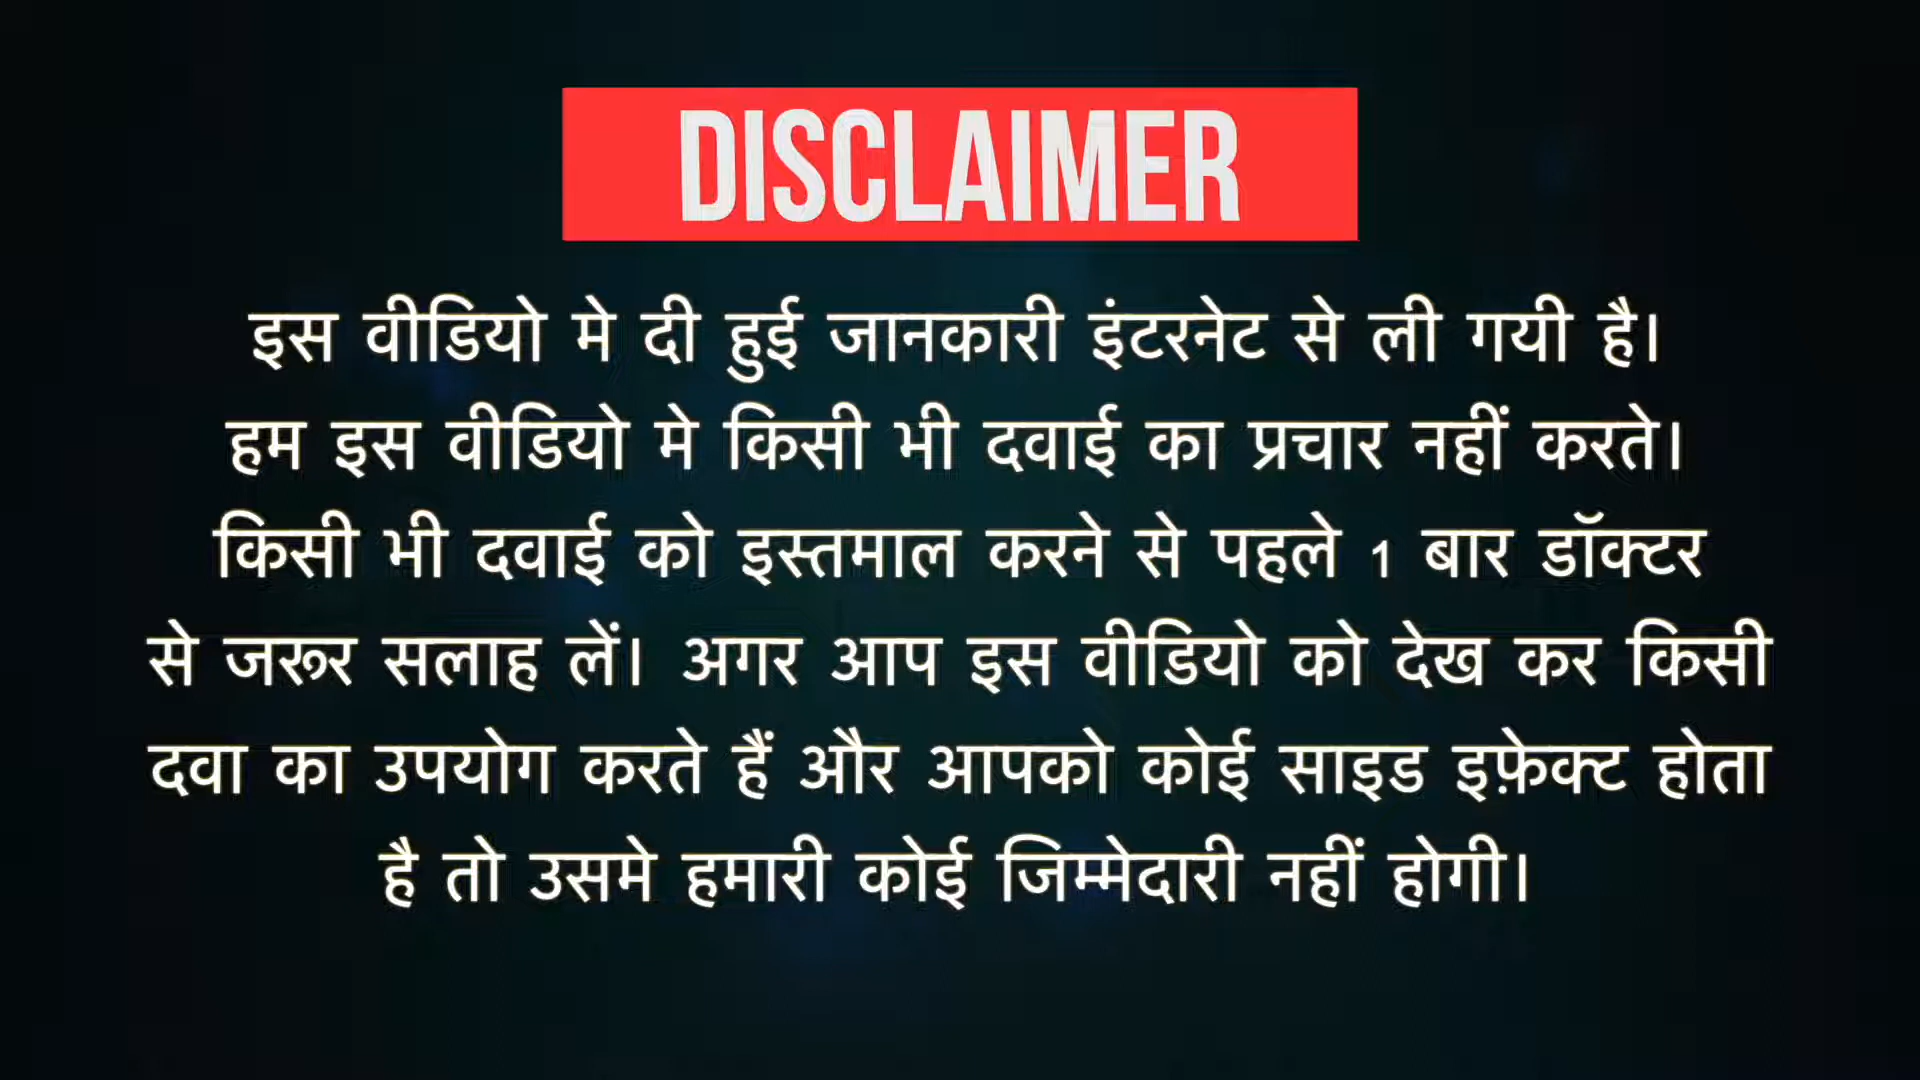 DISCLAIMER
इस वीडियो मे दी हुई जानकारी इंटरनेट से ली गयी है।
हम इस वीडियो मे किसी भी दवाई का प्रचार नहीं करते।
किसी भी दवाई को इस्तमाल करने से पहले 1 बार डॉक्टर
से जरूर सलाह लें। अगर आप इस वीडियो को देख कर किसी
दवा का उपयोग करते हैं और आपको कोई साइड इफ़ेक्ट होता
है तो उसमे हमारी कोई जिम्मेदारी नहीं होगी।